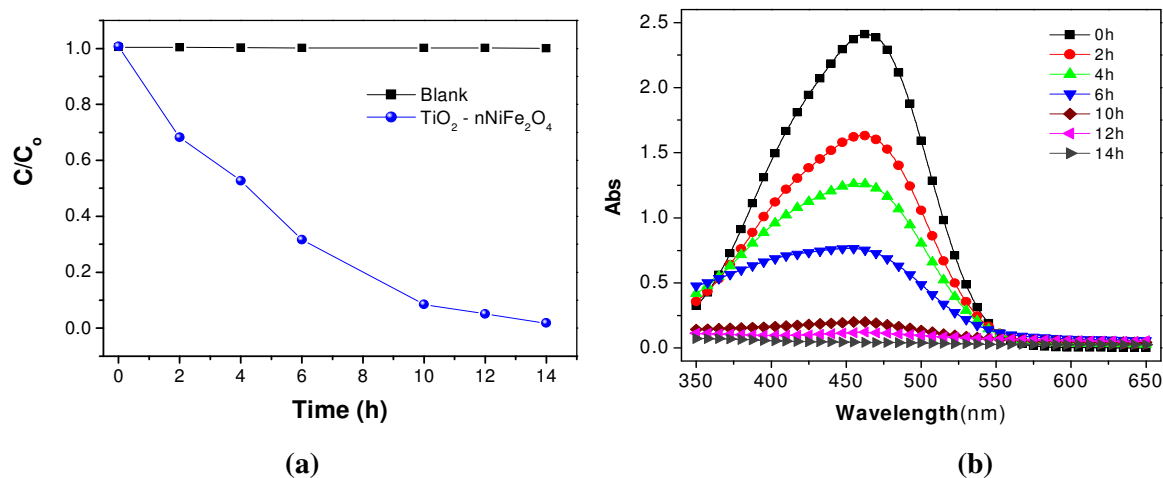 1.0
0.8
0.6
0.4
0.2
0.0
C/C₀
Blank
TiO₂ - nNiFe₂O₄
0 2 4 6 8 10 12 14
Time (h)
(a)
2.5
2.0
1.5
1.0
0.5
0.0
Abs
0h
2h
4h
6h
10h
12h
14h
350 400 450 500 550 600 650
Wavelength(nm)
(b)